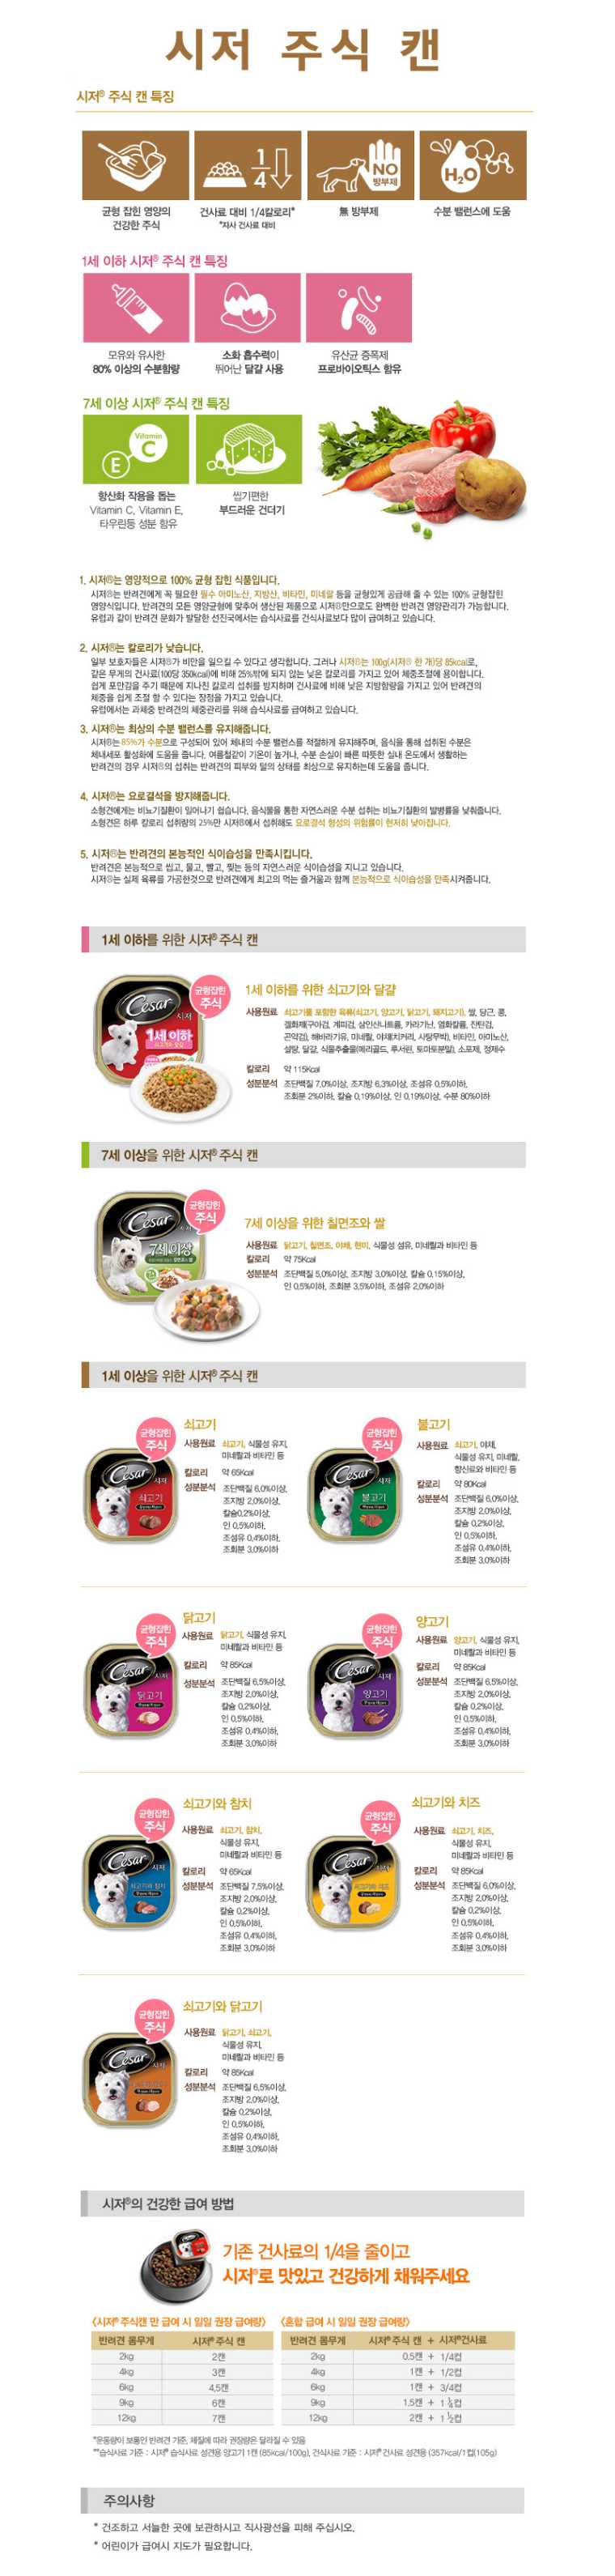 시저 주식 캔
시저® 주식 캔 특징
1/4
NO
방부제
H₂O
균형 잡힌 영양의
건강한 주식
건사료 대비 1/4칼로리*
*자사 건사료 대비
無 방부제
수분 밸런스에 도움
1세 이하 시저® 주식 캔 특징
모유와 유사한
80% 이상의 수분함량
소화 흡수력이
뛰어난 달걀 사용
유산균 증폭제
프로바이오틱스 함유
7세 이상 시저® 주식 캔 특징
Vitamin
C
E
항산화 작용을 돕는
Vitamin C, Vitamin E,
타우린등 성분 함유
씹기편한
부드러운 건더기
1. 시저®는 영양적으로 100% 균형 잡힌 식품입니다.
시저®는 반려견에게 꼭 필요한 필수 아미노산, 지방산, 비타민, 미네랄 등을 균형있게 공급해 줄 수 있는 100% 균형잡힌
영양식입니다. 반려견의 모든 영양균형에 맞추어 생산된 제품으로 시저®만으로도 완벽한 반려견 영양관리가 가능합니다.
유럽과 같이 반려견 문화가 발달한 선진국에서는 습식사료를 건식사료보다 많이 급여하고 있습니다.
2. 시저®는 칼로리가 낮습니다.
일부 보호자들은 시저®가 비만을 일으킬 수 있다고 생각합니다. 그러나 시저®는 100g(시저® 한 개)당 85kcal로,
같은 무게의 건사료(100당 350kcal)에 비해 25%밖에 되지 않는 낮은 칼로리를 가지고 있어 체중조절에 용이합니다.
쉽게 포만감을 주기 때문에 지나친 칼로리 섭취를 방지하며 건사료에 비해 낮은 지방함량을 가지고 있어 반려견의
체중을 쉽게 조절 할 수 있다는 장점을 가지고 있습니다.
유럽에서는 과체중 반려견의 체중관리를 위해 습식사료를 급여하고 있습니다.
3. 시저®는 최상의 수분 밸런스를 유지해줍니다.
시저®는 85%가 수분으로 구성되어 있어 체내의 수분 밸런스를 적절하게 유지해주며, 음식을 통해 섭취된 수분은
체내세포 활성화에 도움을 줍니다. 여름철같이 기온이 높거나, 수분 손실이 빠른 따뜻한 실내 온도에서 생활하는
반려견의 경우 시저®의 섭취는 반려견의 피부와 털의 상태를 최상으로 유지하는데 도움을 줍니다.
4. 시저®는 요로결석을 방지해줍니다.
소형견에게는 비뇨기질환이 일어나기 쉽습니다. 음식물을 통한 자연스러운 수분 섭취는 비뇨기질환의 발병률을 낮춰줍니다.
소형견은 하루 칼로리 섭취량의 25%만 시저®에서 섭취해도 요로결석 형성의 위험률이 현저히 낮아집니다.
5. 시저®는 반려견의 본능적인 식이습성을 만족시킵니다.
반려견은 본능적으로 씹고, 물고, 빨고, 찢는 등의 자연스러운 식이습성을 지니고 있습니다.
시저®는 실제 육류를 가공한것으로 반려견에게 최고의 먹는 즐거움과 함께 본능적으로 식이습성을 만족시켜줍니다.
1세 이하를 위한 시저® 주식 캔
균형잡힌
주식
Cesar
시저
1세 이하
1세 이하를 위한 쇠고기와 달걀
사용원료 쇠고기를 포함한 육류(쇠고기, 양고기, 닭고기, 돼지고기), 쌀, 당근, 콩,
겔화제(구아검, 계피검, 삼인산나트륨, 카라기난, 염화칼륨, 잔탄검,
곤약검), 해바라기유, 미네랄, 야채(치커리, 사탕무박), 비타민, 아미노산,
설탕, 달걀, 식물추출물(메리골드, 루서린, 토마토분말), 소포제, 정제수
칼로리 약 115Kcal
성분분석 조단백질 7.0%이상, 조지방 6.3%이상, 조섬유 0.5%이하,
조회분 2%이하, 칼슘 0.19%이상, 인 0.19%이상, 수분 80%이하
7세 이상을 위한 시저® 주식 캔
균형잡힌
주식
Cesar
시저
7세이상
7세 이상을 위한 칠면조와 쌀
사용원료 닭고기, 칠면조, 야채, 현미, 식물성 섬유, 미네랄과 비타민 등
칼로리 약 75Kcal
성분분석 조단백질 5.0%이상, 조지방 3.0%이상, 칼슘 0.15%이상,
인 0.5%이하, 조회분 3.5%이하, 조섬유 2.0%이하
1세 이상을 위한 시저® 주식 캔
균형잡힌
주식
Cesar
시저
쇠고기
쇠고기
사용원료 쇠고기, 식물성 유지,
미네랄과 비타민 등
칼로리 약 65Kcal
성분분석 조단백질 6.0%이상,
조지방 2.0%이상,
칼슘0.2%이상,
인 0.5%이하,
조섬유 0.4%이하,
조회분 3.0%이하
균형잡힌
주식
Cesar
시저
불고기
불고기
사용원료 쇠고기, 야채,
식물성 유지, 미네랄,
향신료와 비타민 등
칼로리 약 80Kcal
성분분석 조단백질 6.0%이상,
조지방 2.0%이상,
칼슘 0.2%이상,
인 0.5%이하,
조섬유 0.4%이하,
조회분 3.0%이하
균형잡힌
주식
Cesar
시저
닭고기
닭고기
사용원료 닭고기, 식물성 유지,
미네랄과 비타민 등
칼로리 약 85Kcal
성분분석 조단백질 6.5%이상,
조지방 2.0%이상,
칼슘 0.2%이상,
인 0.5%이하,
조섬유 0.4%이하,
조회분 3.0%이하
균형잡힌
주식
Cesar
시저
양고기
양고기
사용원료 양고기, 식물성 유지,
미네랄과 비타민 등
칼로리 약 85Kcal
성분분석 조단백질 6.5%이상,
조지방 2.0%이상,
칼슘 0.2%이상,
인 0.5%이하,
조섬유 0.4%이하,
조회분 3.0%이하
균형잡힌
주식
Cesar
시저
쇠고기와 참치
쇠고기와 참치
사용원료 쇠고기, 참치,
식물성 유지,
미네랄과 비타민 등
칼로리 약 65Kcal
성분분석 조단백질 7.5%이상,
조지방 2.0%이상,
칼슘 0.2%이상,
인 0.5%이하,
조섬유 0.4%이하,
조회분 3.0%이하
균형잡힌
주식
Cesar
쇠고기와 치즈
쇠고기와 치즈
사용원료 쇠고기, 치즈,
식물성 유지,
미네랄과 비타민 등
칼로리 약 85Kcal
성분분석 조단백질 6.0%이상,
조지방 2.0%이상,
칼슘 0.2%이상,
인 0.5%이하,
조섬유 0.4%이하,
조회분 3.0%이하
균형잡힌
주식
Cesar
시저
쇠고기와 닭고기
사용원료 닭고기, 쇠고기,
식물성 유지,
미네랄과 비타민 등
칼로리 약 85Kcal
성분분석 조단백질 6.5%이상,
조지방 2.0%이상,
칼슘 0.2%이상,
인 0.5%이하,
조섬유 0.4%이하,
조회분 3.0%이하
시저®의 건강한 급여 방법
기존 건사료의 1/4을 줄이고
시저®로 맛있고 건강하게 채워주세요
〈시저® 주식캔 만 급여 시 일일 권장 급여량〉
반려견 몸무게 시저® 주식 캔
2kg 2캔
4kg 3캔
6kg 4.5캔
9kg 6캔
12kg 7캔
〈혼합 급여 시 일일 권장 급여량〉
반려견 몸무게 시저® 주식 캔 + 시저®건사료
2kg 0.5캔 + 1/4컵
4kg 1캔 + 1/2컵
6kg 1캔 + 3/4컵
9kg 1.5캔 + 1 1/4컵
12kg 2캔 + 1 1/2컵
*운동량이 보통인 반려견 기준, 체질에 따라 권장량은 달라질 수 있음
**습식사료 기준 : 시저® 습식사료 성견용 양고기 1캔 (85kcal/100g), 건식사료 기준 : 시저® 건사료 성견용 (357kcal/1컵(105g)
주의사항
* 건조하고 서늘한 곳에 보관하시고 직사광선을 피해 주십시오.
* 어린이가 급여시 지도가 필요합니다.